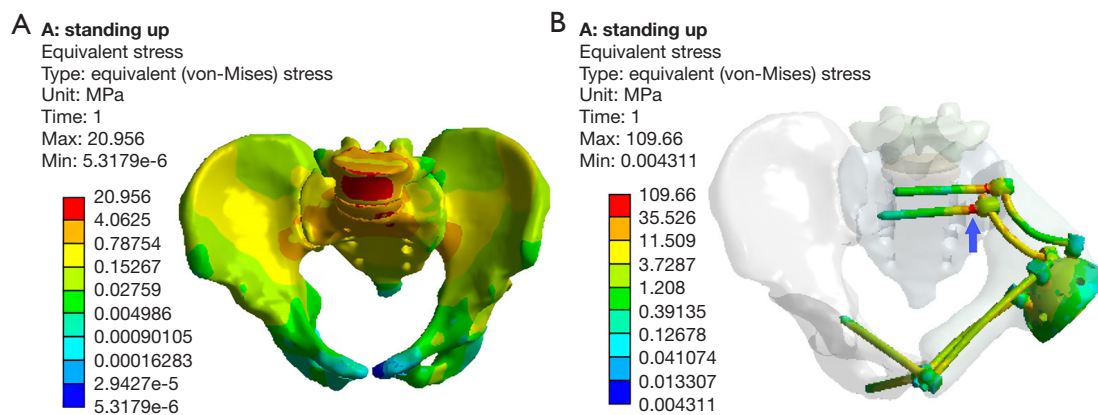 A
A: standing up
Equivalent stress
Type: equivalent (von-Mises) stress
Unit: MPa
Time: 1
Max: 20.956
Min: 5.3179e-6
20.956
4.0625
0.78754
0.15267
0.02759
0.004986
0.00090105
0.00016283
2.9427e-5
5.3179e-6
B
A: standing up
Equivalent stress
Type: equivalent (von-Mises) stress
Unit: MPa
Time: 1
Max: 109.66
Min: 0.004311
109.66
35.526
11.509
3.7287
1.208
0.39135
0.12678
0.041074
0.013307
0.004311